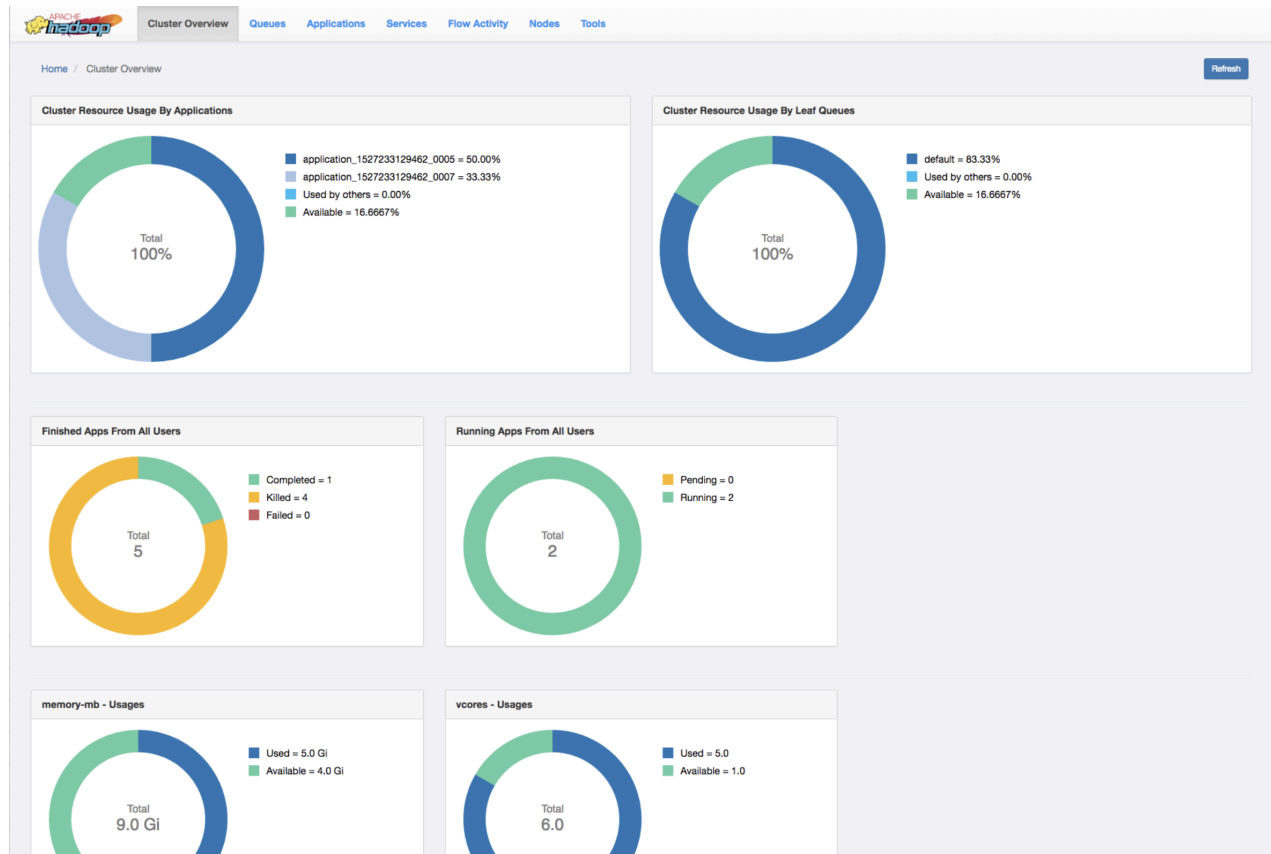 APACHE
hadoop
Cluster Overview Queues Applications Services Flow Activity Nodes Tools
Home / Cluster Overview
Refresh
Cluster Resource Usage By Applications
application_1527233129462_0005 = 50.00%
application_1527233129462_0007 = 33.33%
Used by others = 0.00%
Available = 16.6667%
Total
100%
Cluster Resource Usage By Leaf Queues
default = 83.33%
Used by others = 0.00%
Available = 16.6667%
Total
100%
Finished Apps From All Users
Completed = 1
Killed = 4
Failed = 0
Total
5
Running Apps From All Users
Pending = 0
Running = 2
Total
2
memory-mb - Usages
Used = 5.0 Gi
Available = 4.0 Gi
Total
9.0 Gi
vcores - Usages
Used = 5.0
Available = 1.0
Total
6.0